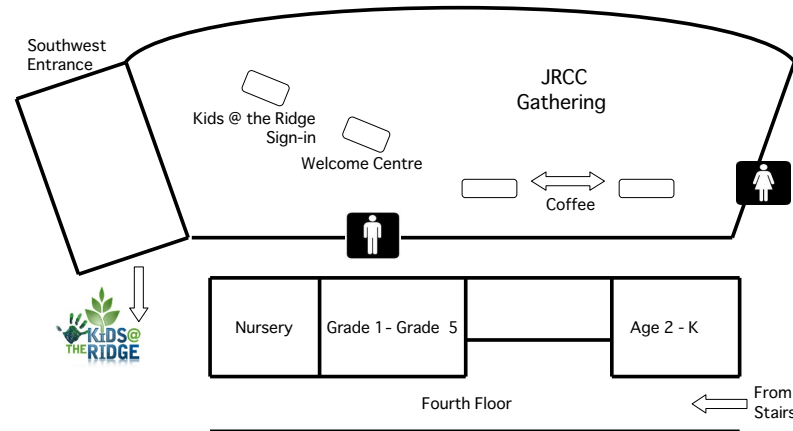 Southwest
Entrance
JRCC
Gathering
Kids @ the Ridge
Sign-in
Welcome Centre
Coffee
KiDS@
THE RIDGE
Nursery
Grade 1 - Grade 5
Age 2 - K
Fourth Floor
From
Stairs